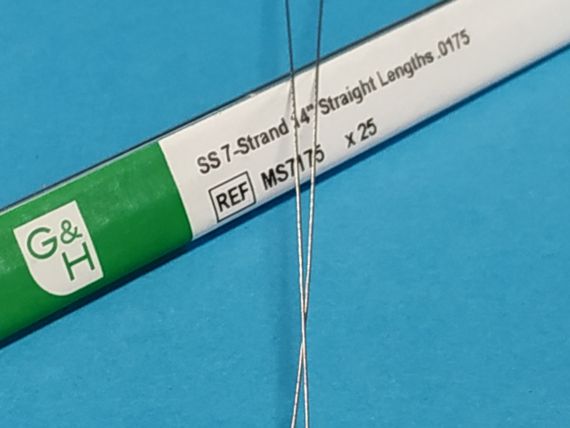 G&H
SS 7-Strand 14" Straight Lengths .0175
REF MS7175 x 25